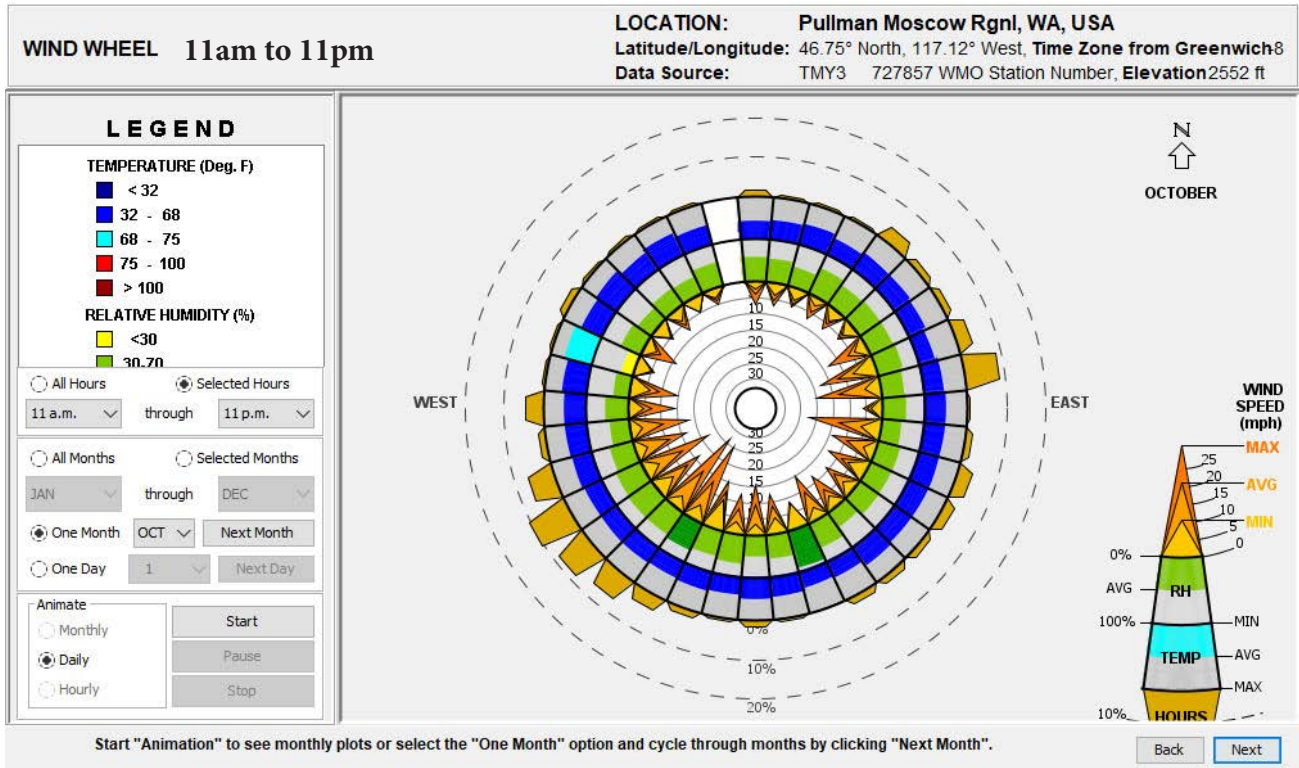 WIND WHEEL 11am to 11pm
LOCATION: Pullman Moscow Rgnl, WA, USA
Latitude/Longitude: 46.75° North, 117.12° West, Time Zone from Greenwich -8
Data Source: TMY3 727857 WMO Station Number, Elevation 2552 ft
LEGEND
TEMPERATURE (Deg. F)
< 32
32 - 68
68 - 75
75 - 100
> 100
RELATIVE HUMIDITY (%)
<30
30-70
All Hours Selected Hours
11 a.m. through 11 p.m.
All Months Selected Months
JAN through DEC
One Month OCT Next Month
One Day 1 Next Day
Animate
Monthly
Daily
Hourly
Start
Pause
Stop
N
OCTOBER
WEST
EAST
10
15
20
25
30
30
25
20
15
10
0%
10%
20%
WIND
SPEED
(mph)
MAX
25
20
AVG
15
10
MIN
5
0
0%
AVG RH
100% MIN
TEMP AVG
MAX
10% HOURS
Start "Animation" to see monthly plots or select the "One Month" option and cycle through months by clicking "Next Month".
Back Next